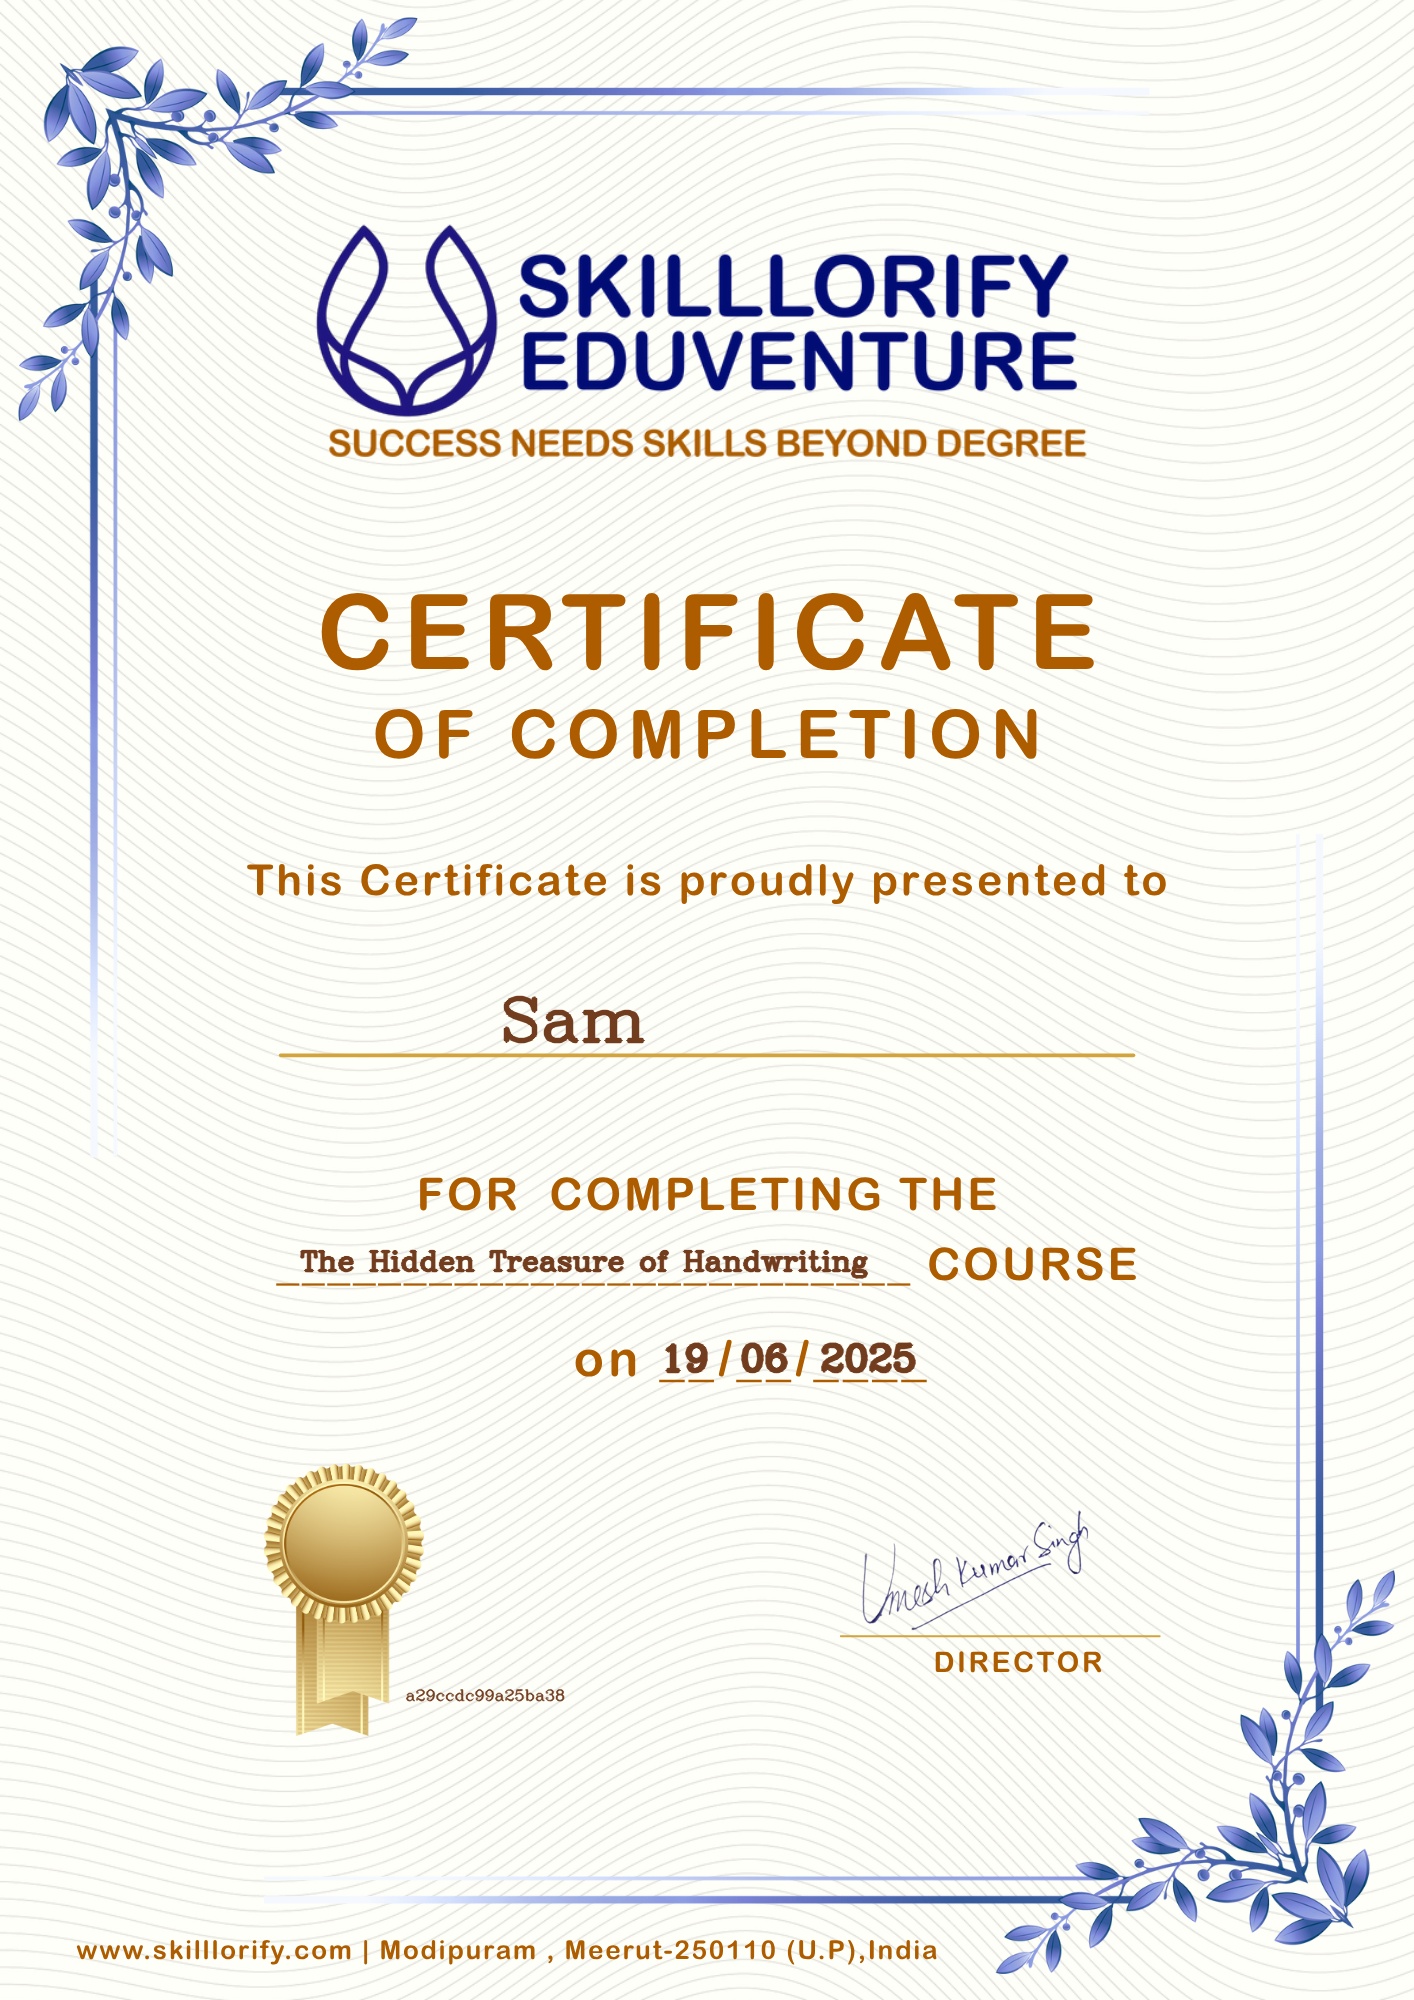 SKILLLORIFY
EDUVENTURE
SUCCESS NEEDS SKILLS BEYOND DEGREE
CERTIFICATE
OF COMPLETION
This Certificate is proudly presented to
Sam
FOR COMPLETING THE
The Hidden Treasure of Handwriting COURSE
on 19/06/2025
Umesh Kumar Singh
DIRECTOR
a29ccdc99a25ba38
www.skilllorify.com | Modipuram , Meerut-250110 (U.P),India